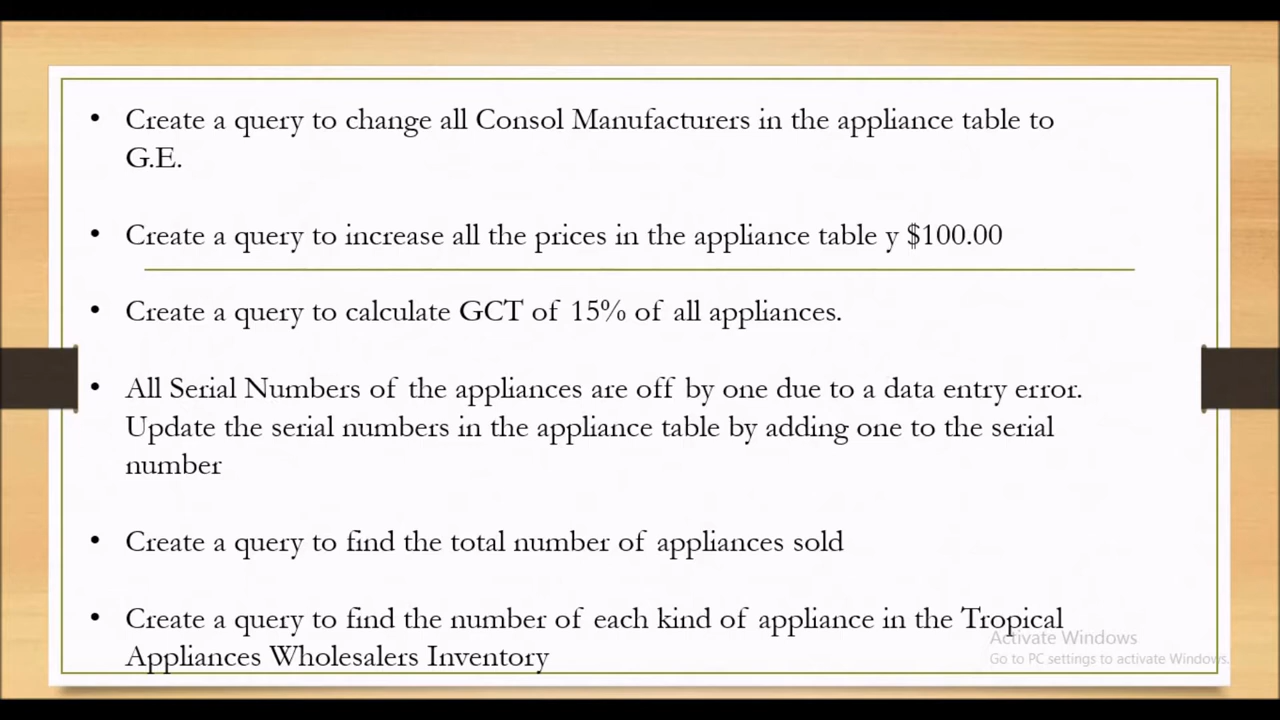 • Create a query to change all Consol Manufacturers in the appliance table to
G.E.
• Create a query to increase all the prices in the appliance table y $100.00
• Create a query to calculate GCT of 15% of all appliances.
• All Serial Numbers of the appliances are off by one due to a data entry error.
Update the serial numbers in the appliance table by adding one to the serial
number
• Create a query to find the total number of appliances sold
• Create a query to find the number of each kind of appliance in the Tropical
Appliances Wholesalers Inventory
Activate Windows
Go to PC settings to activate Windows.